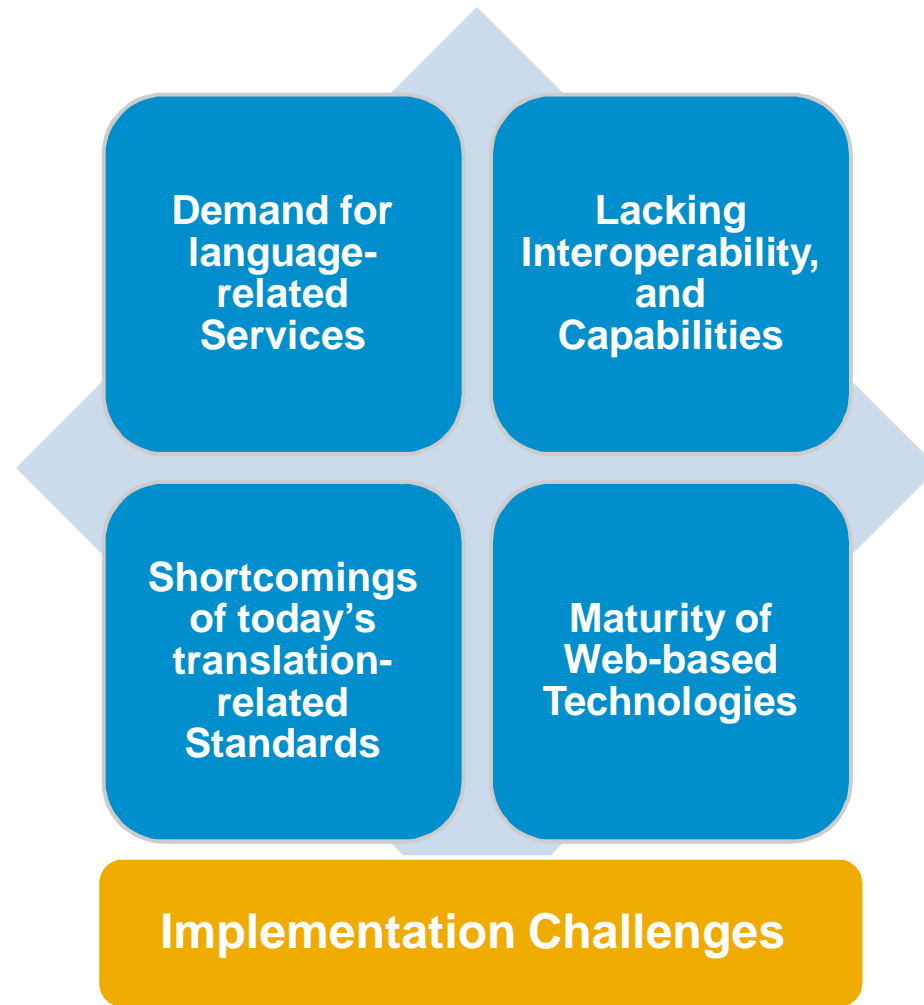 Demand for
language-
related
Services
Lacking
Interoperability,
and
Capabilities
Shortcomings
of today’s
translation-
related
Standards
Maturity of
Web-based
Technologies
Implementation Challenges